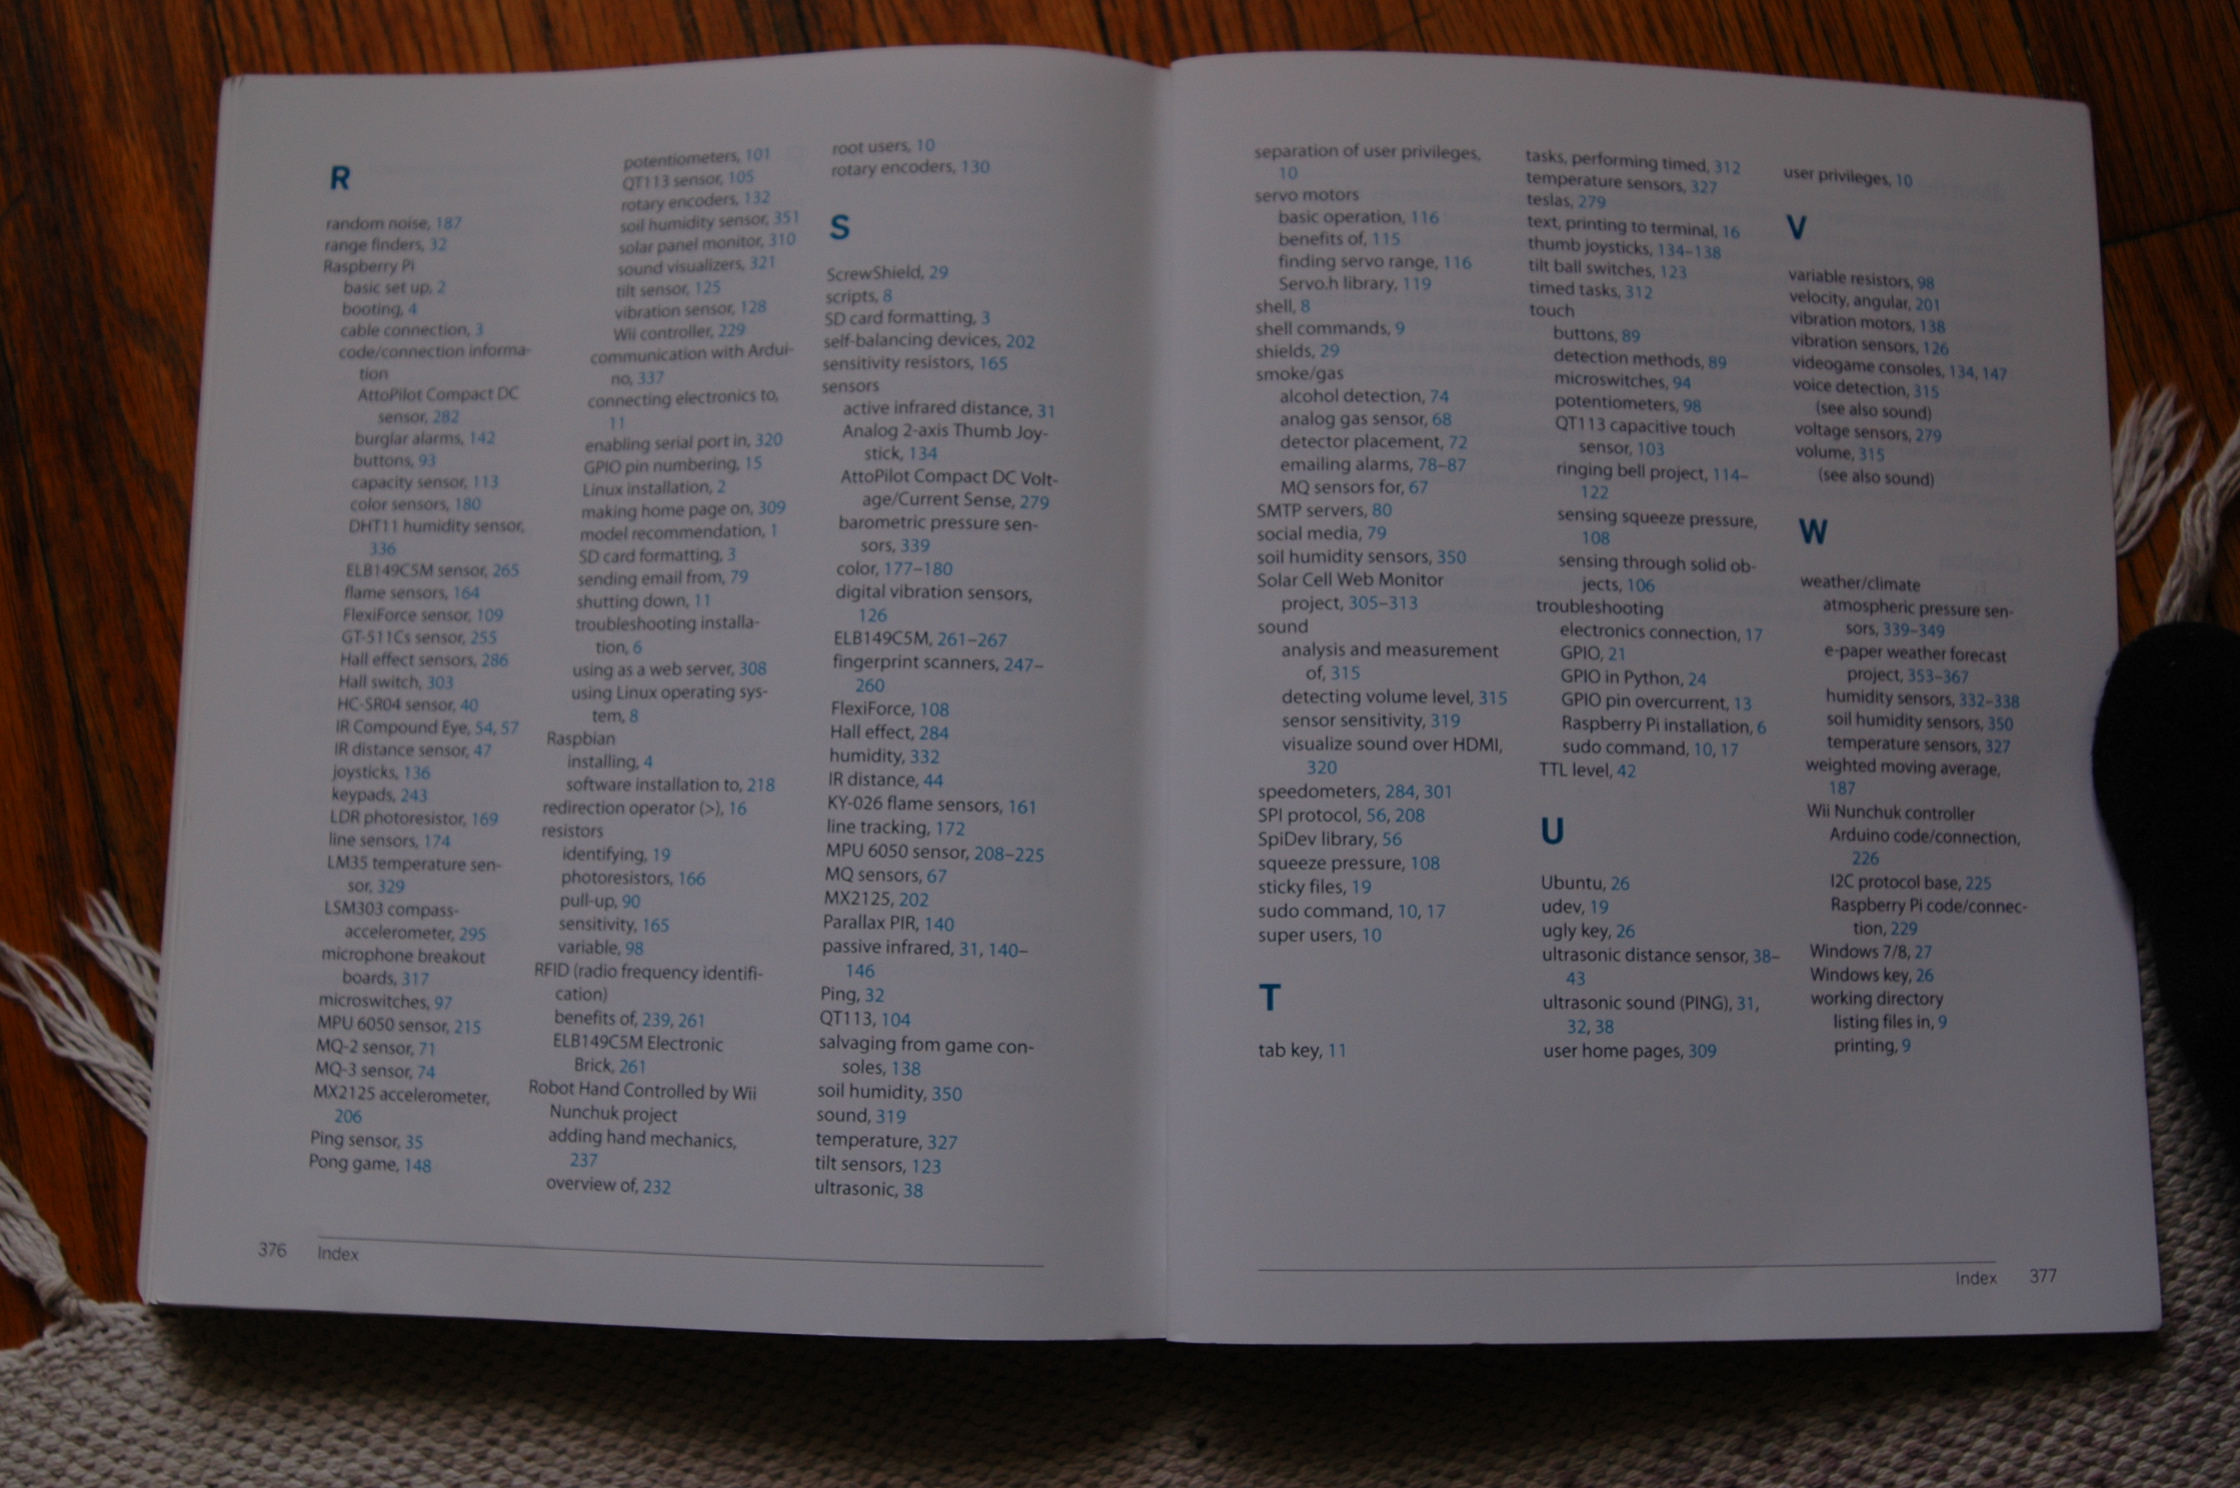 R
random noise, 187
range finders, 32
Raspberry Pi
basic set up, 2
booting, 4
cable connection, 3
code/connection informa-
tion
AttoPilot Compact DC
sensor, 282
burglar alarms, 142
buttons, 93
capacity sensor, 113
color sensors, 180
DHT11 humidity sensor,
336
ELB149C5M sensor, 265
flame sensors, 164
FlexiForce sensor, 109
GT-511C3 sensor, 255
Hall effect sensors, 286
Hall switch, 303
HC-SR04 sensor, 40
IR Compound Eye, 54, 57
IR distance sensor, 47
joysticks, 136
keypads, 243
LDR photoresistor, 169
line sensors, 174
LM35 temperature sen-
sor, 329
LSM303 compass-
accelerometer, 295
microphone breakout
boards, 317
microswitches, 97
MPU 6050 sensor, 215
MQ-2 sensor, 71
MQ-3 sensor, 74
MX2125 accelerometer,
206
Ping sensor, 35
Pong game, 148
potentiometers, 101
QT113 sensor, 105
rotary encoders, 132
soil humidity sensor, 351
solar panel monitor, 310
sound visualizers, 321
tilt sensor, 125
vibration sensor, 128
Wii controller, 229
communication with Ardui-
no, 337
connecting electronics to,
11
enabling serial port in, 320
GPIO pin numbering, 15
Linux installation, 2
making home page on, 309
model recommendation, 1
SD card formatting, 3
sending email from, 79
shutting down, 11
troubleshooting installa-
tion, 6
using as a web server, 308
using Linux operating sys-
tem, 8
Raspbian
installing, 4
software installation to, 218
redirection operator (>), 16
resistors
identifying, 19
photoresistors, 166
pull-up, 90
sensitivity, 165
variable, 98
RFID (radio frequency identifi-
cation)
benefits of, 239, 261
ELB149C5M Electronic
Brick, 261
Robot Hand Controlled by Wii
Nunchuk project
adding hand mechanics,
237
overview of, 232
root users, 10
rotary encoders, 130
S
ScrewShield, 29
scripts, 8
SD card formatting, 3
self-balancing devices, 202
sensitivity resistors, 165
sensors
active infrared distance, 31
Analog 2-axis Thumb Joy-
stick, 134
AttoPilot Compact DC Volt-
age/Current Sense, 279
barometric pressure sen-
sors, 339
color, 177–180
digital vibration sensors,
126
ELB149C5M, 261–267
fingerprint scanners, 247–
260
FlexiForce, 108
Hall effect, 284
humidity, 332
IR distance, 44
KY-026 flame sensors, 161
line tracking, 172
MPU 6050 sensor, 208–225
MQ sensors, 67
MX2125, 202
Parallax PIR, 140
passive infrared, 31, 140–
146
Ping, 32
QT113, 104
salvaging from game con-
soles, 138
soil humidity, 350
sound, 319
temperature, 327
tilt sensors, 123
ultrasonic, 38
376 Index
separation of user privileges,
10
servo motors
basic operation, 116
benefits of, 115
finding servo range, 116
Servo.h library, 119
shell, 8
shell commands, 9
shields, 29
smoke/gas
alcohol detection, 74
analog gas sensor, 68
detector placement, 72
emailing alarms, 78–87
MQ sensors for, 67
SMTP servers, 80
social media, 79
soil humidity sensors, 350
Solar Cell Web Monitor
project, 305–313
sound
analysis and measurement
of, 315
detecting volume level, 315
sensor sensitivity, 319
visualize sound over HDMI,
320
speedometers, 284, 301
SPI protocol, 56, 208
SpiDev library, 56
squeeze pressure, 108
sticky files, 19
sudo command, 10, 17
super users, 10
T
tab key, 11
tasks, performing timed, 312
temperature sensors, 327
teslas, 279
text, printing to terminal, 16
thumb joysticks, 134–138
tilt ball switches, 123
timed tasks, 312
touch
buttons, 89
detection methods, 89
microswitches, 94
potentiometers, 98
QT113 capacitive touch
sensor, 103
ringing bell project, 114–
122
sensing squeeze pressure,
108
sensing through solid ob-
jects, 106
troubleshooting
electronics connection, 17
GPIO, 21
GPIO in Python, 24
GPIO pin overcurrent, 13
Raspberry Pi installation, 6
sudo command, 10, 17
TTL level, 42
U
Ubuntu, 26
udev, 19
ugly key, 26
ultrasonic distance sensor, 38–
43
ultrasonic sound (PING), 31,
32, 38
user home pages, 309
user privileges, 10
V
variable resistors, 98
velocity, angular, 201
vibration motors, 138
vibration sensors, 126
videogame consoles, 134, 147
voice detection, 315
(see also sound)
voltage sensors, 279
volume, 315
(see also sound)
W
weather/climate
atmospheric pressure sen-
sors, 339–349
e-paper weather forecast
project, 353–367
humidity sensors, 332–338
soil humidity sensors, 350
temperature sensors, 327
weighted moving average,
187
Wii Nunchuk controller
Arduino code/connection,
226
I2C protocol base, 225
Raspberry Pi code/connec-
tion, 229
Windows 7/8, 27
Windows key, 26
working directory
listing files in, 9
printing, 9
Index 377